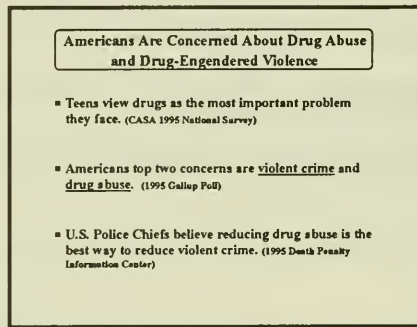 Americans Are Concerned About Drug Abuse
and Drug-Engendered Violence
▪ Teens view drugs as the most important problem
they face. (CASA 1995 National Survey)
▪ Americans top two concerns are violent crime and
drug abuse. (1995 Gallup Poll)
▪ U.S. Police Chiefs believe reducing drug abuse is the
best way to reduce violent crime. (1995 Death Penalty
Information Center)